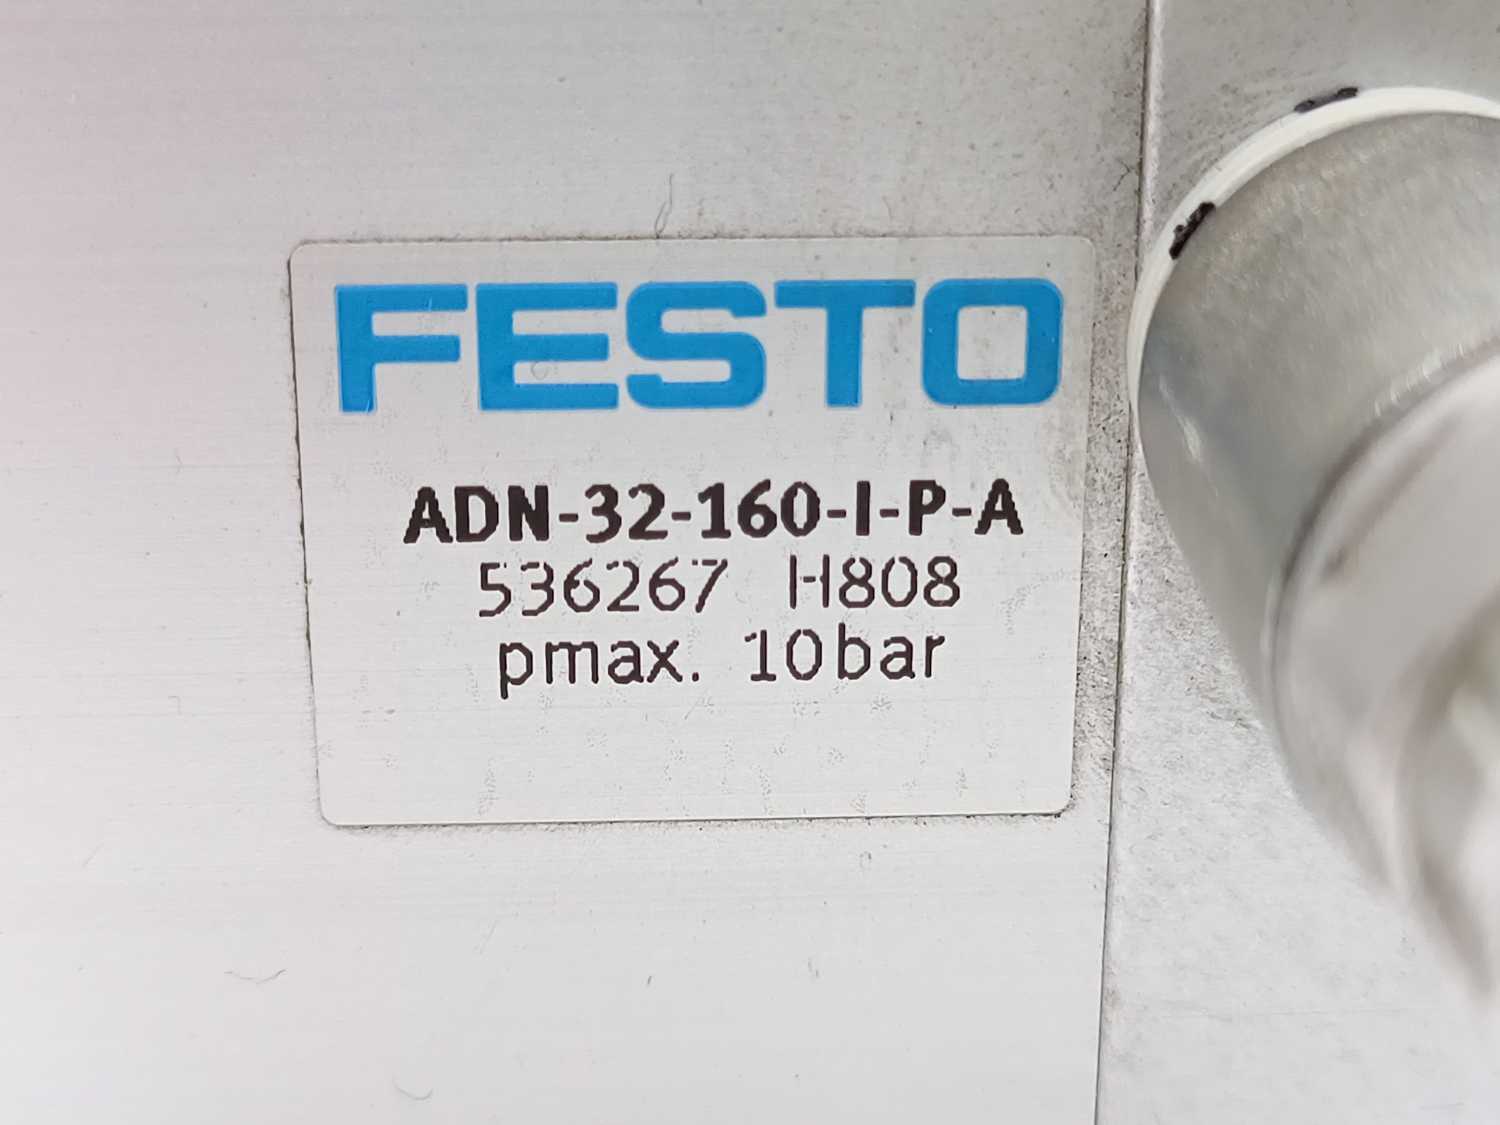 FESTO
ADN-32-160-I-P-A
536267 H808
pmax. 10bar